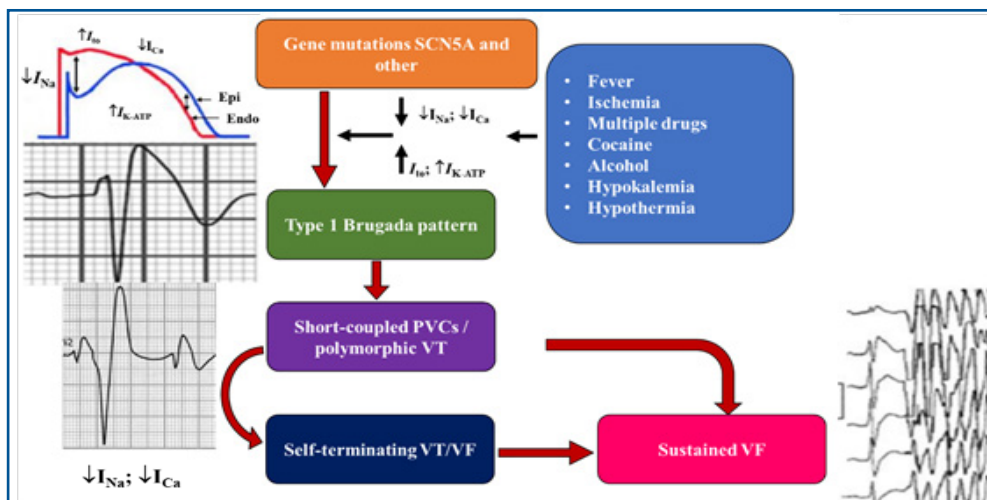 ↑Ito
↓ICa
↓INa
Epi
Endo
↑IK-ATP
Gene mutations SCN5A and
other
↓INa; ↓ICa
Ito; ↑IK-ATP
• Fever
• Ischemia
• Multiple drugs
• Cocaine
• Alcohol
• Hypokalemia
• Hypothermia
Type 1 Brugada pattern
Short-coupled PVCs /
polymorphic VT
Self-terminating VT/VF
Sustained VF
↓INa; ↓ICa